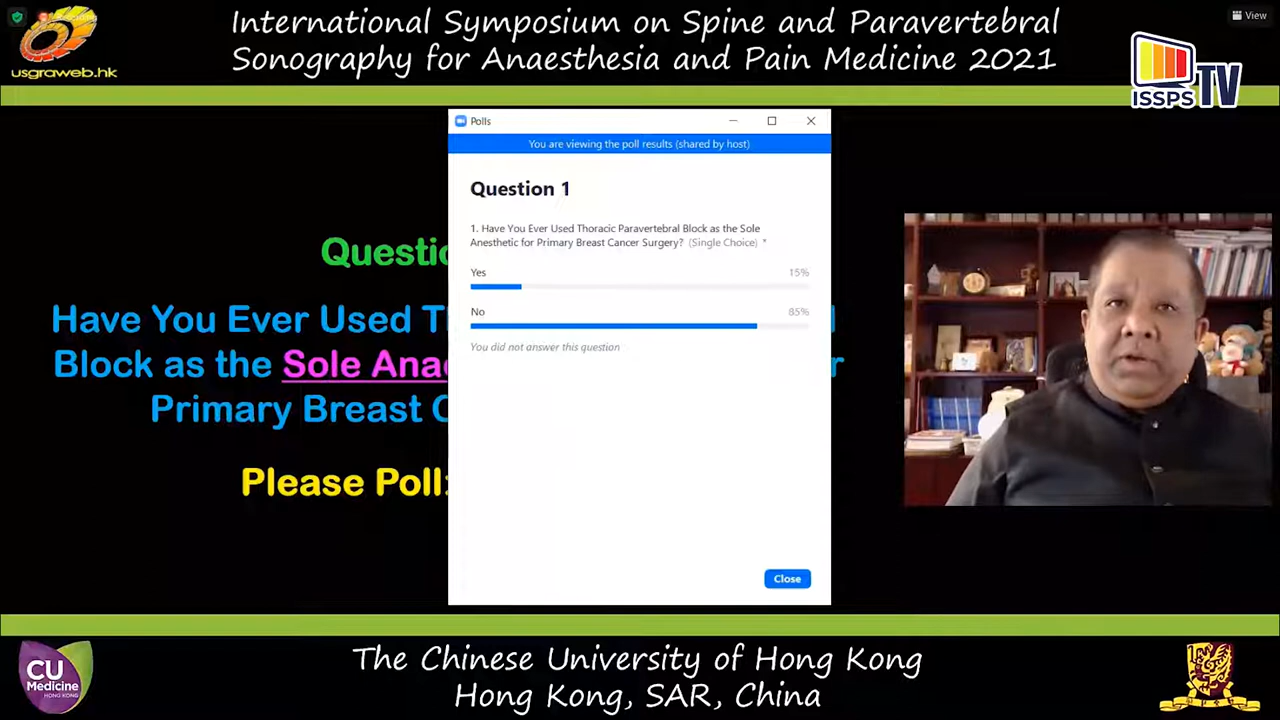 International Symposium on Spine and Paravertebral
Sonography for Anaesthesia and Pain Medicine 2021
usgraweb.hk
View
ISSPS TV
Polls
You are viewing the poll results (shared by host)
Question 1
1. Have You Ever Used Thoracic Paravertebral Block as the Sole
Anesthetic for Primary Breast Cancer Surgery? (Single Choice) *
Yes 15%
No 85%
You did not answer this question
Close
Have You Ever Used
Block as the Sole
Primary Breast
Please Poll:
CU
Medicine
HONG KONG
The Chinese University of Hong Kong
Hong Kong, SAR, China